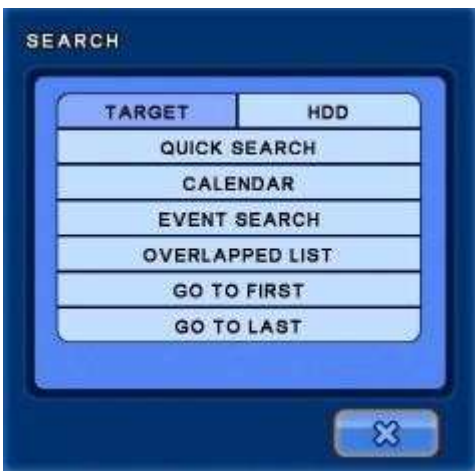 SEARCH
TARGET HDD
QUICK SEARCH
CALENDAR
EVENT SEARCH
OVERLAPPED LIST
GO TO FIRST
GO TO LAST